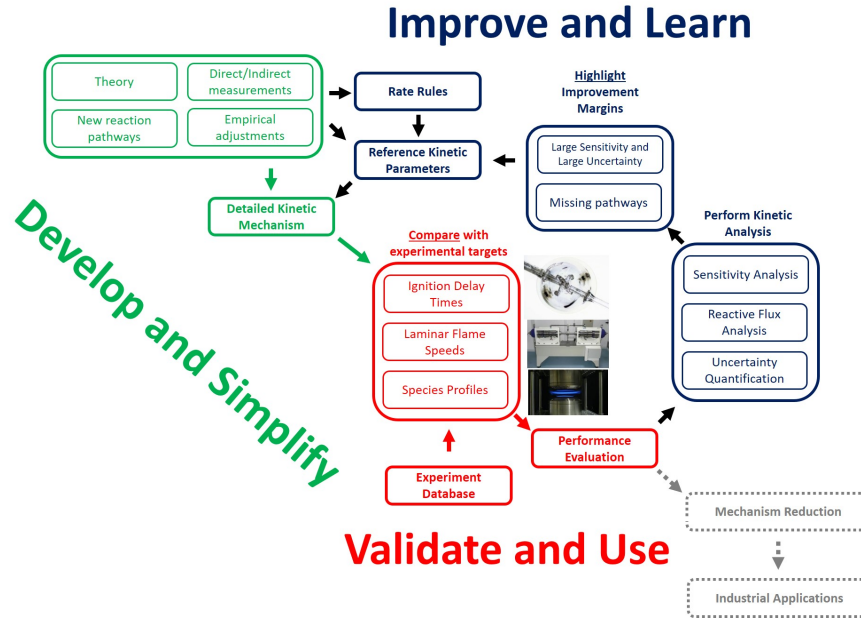 Improve and Learn
Theory
Direct/Indirect
measurements
New reaction
pathways
Empirical
adjustments
Rate Rules
Reference Kinetic
Parameters
Highlight
Improvement
Margins
Large Sensitivity and
Large Uncertainty
Missing pathways
Detailed Kinetic
Mechanism
Develop and Simplify
Compare with
experimental targets
Ignition Delay
Times
Laminar Flame
Speeds
Species Profiles
Perform Kinetic
Analysis
Sensitivity Analysis
Reactive Flux
Analysis
Uncertainty
Quantification
Performance
Evaluation
Experiment
Database
Validate and Use
Mechanism Reduction
Industrial Applications